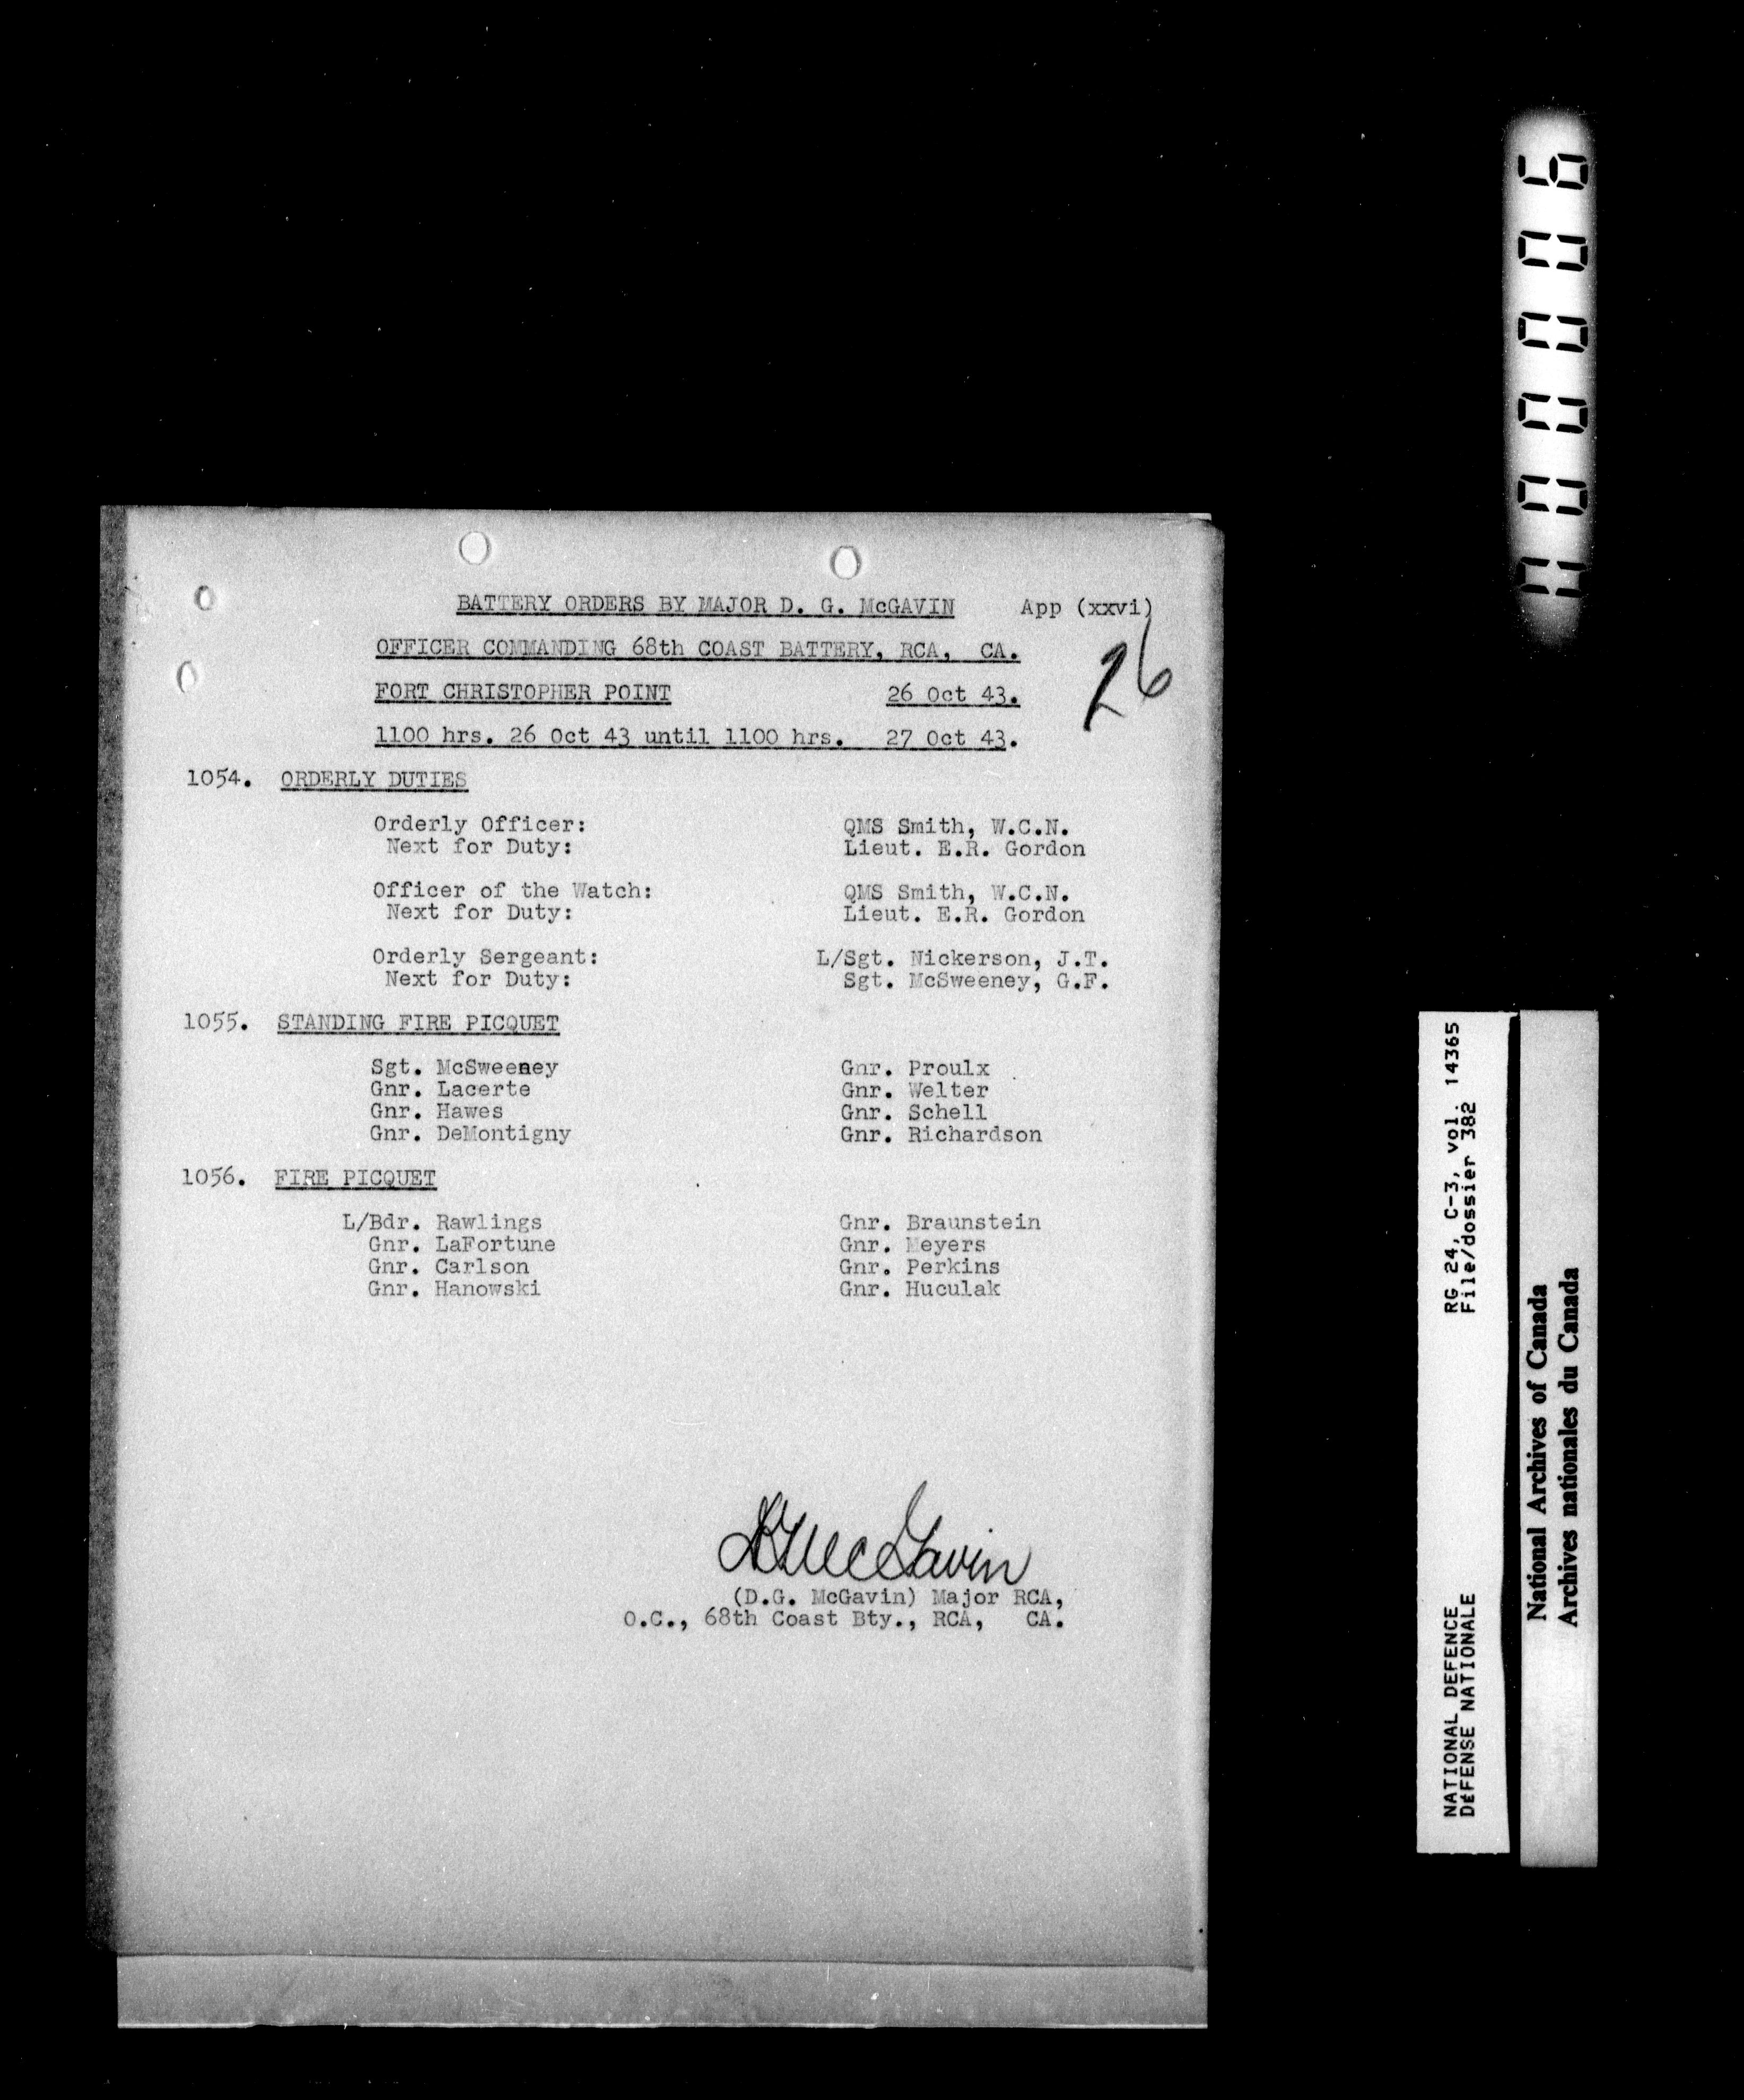 BATTERY ORDERS BY MAJOR D. G. McGAVIN App (xxvi)
26
OFFICER COMMANDING 68th COAST BATTERY, RCA, CA.
FORT CHRISTOPHER POINT 26 Oct 43.
1100 hrs. 26 Oct 43 until 1100 hrs. 27 Oct 43.
1054. ORDERLY DUTIES
Orderly Officer: QMS Smith, W.C.N.
Next for Duty: Lieut. E.R. Gordon
Officer of the Watch: QMS Smith, W.C.N.
Next for Duty: Lieut. E.R. Gordon
Orderly Sergeant: L/Sgt. Nickerson, J.T.
Next for Duty: Sgt. McSweeney, G.F.
1055. STANDING FIRE PICQUET
Sgt. McSweeney Gnr. Proulx
Gnr. Lacerte Gnr. Welter
Gnr. Hawes Gnr. Schell
Gnr. DeMontigny Gnr. Richardson
1056. FIRE PICQUET
L/Bdr. Rawlings Gnr. Braunstein
Gnr. LaFortune Gnr. Meyers
Gnr. Carlson Gnr. Perkins
Gnr. Hanowski Gnr. Huculak
DGMcGavin
(D.G. McGavin) Major RCA,
O.C., 68th Coast Bty., RCA, CA.
NATIONAL DEFENCE RG 24, C-3, vol. 14365
DÉFENSE NATIONALE File/dossier 382
National Archives of Canada
Archives nationales du Canada